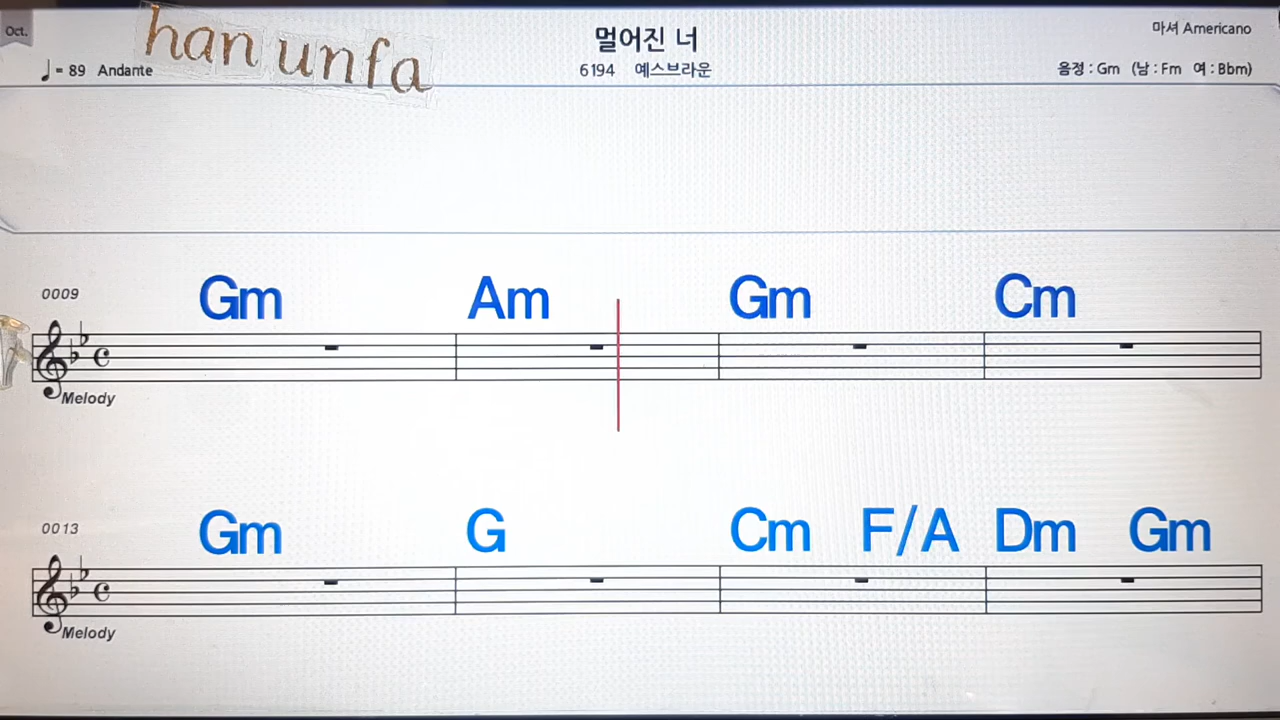 Oct.
han unfa
멀어진 너
마셔 Americano
♩= 89 Andante
6194 예스브라운
음정 : Gm (남 : Fm 여 : Bbm)
0009
Gm Am Gm Cm
Melody
0013
Gm G Cm F/A Dm Gm
Melody